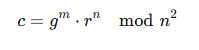 c = g^m · r^n mod n^2